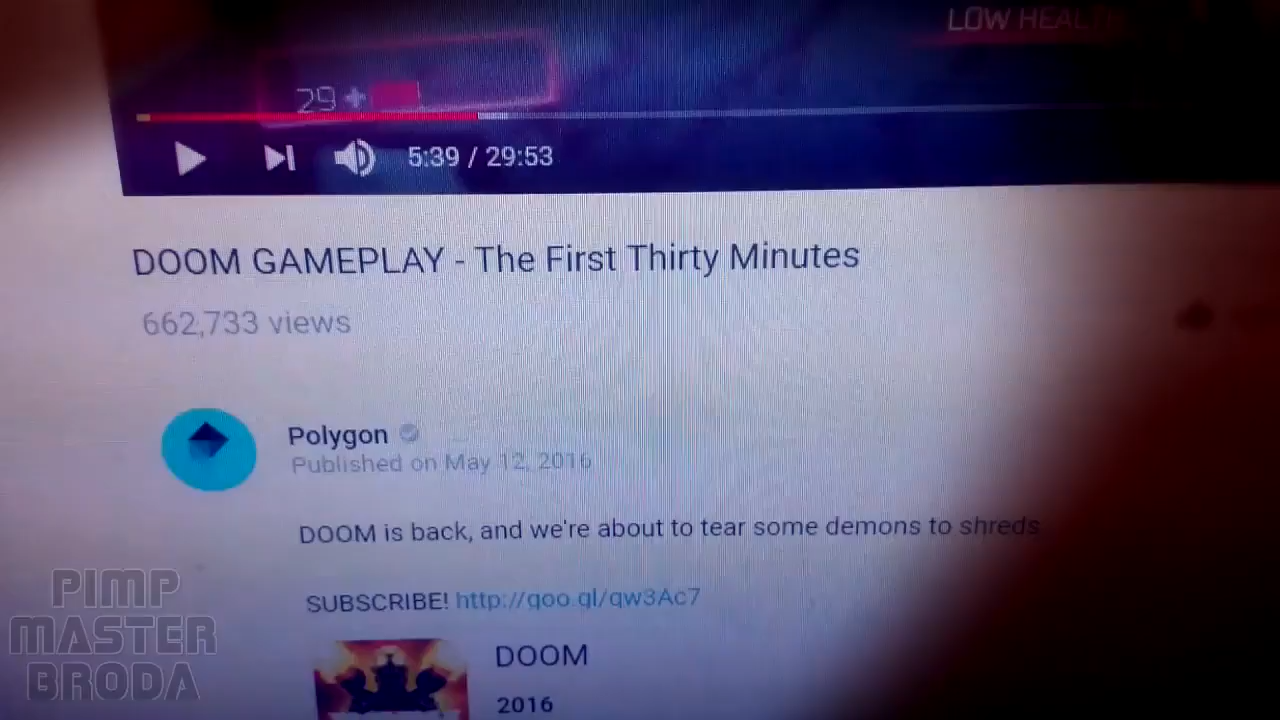 LOW HEALTH
29+
5:39 / 29:53
DOOM GAMEPLAY - The First Thirty Minutes
662,733 views
Polygon
Published on May 12, 2016
DOOM is back, and we're about to tear some demons to shreds
SUBSCRIBE! http://goo.gl/qw3Ac7
DOOM
2016
PIMP
MASTER
BRODA